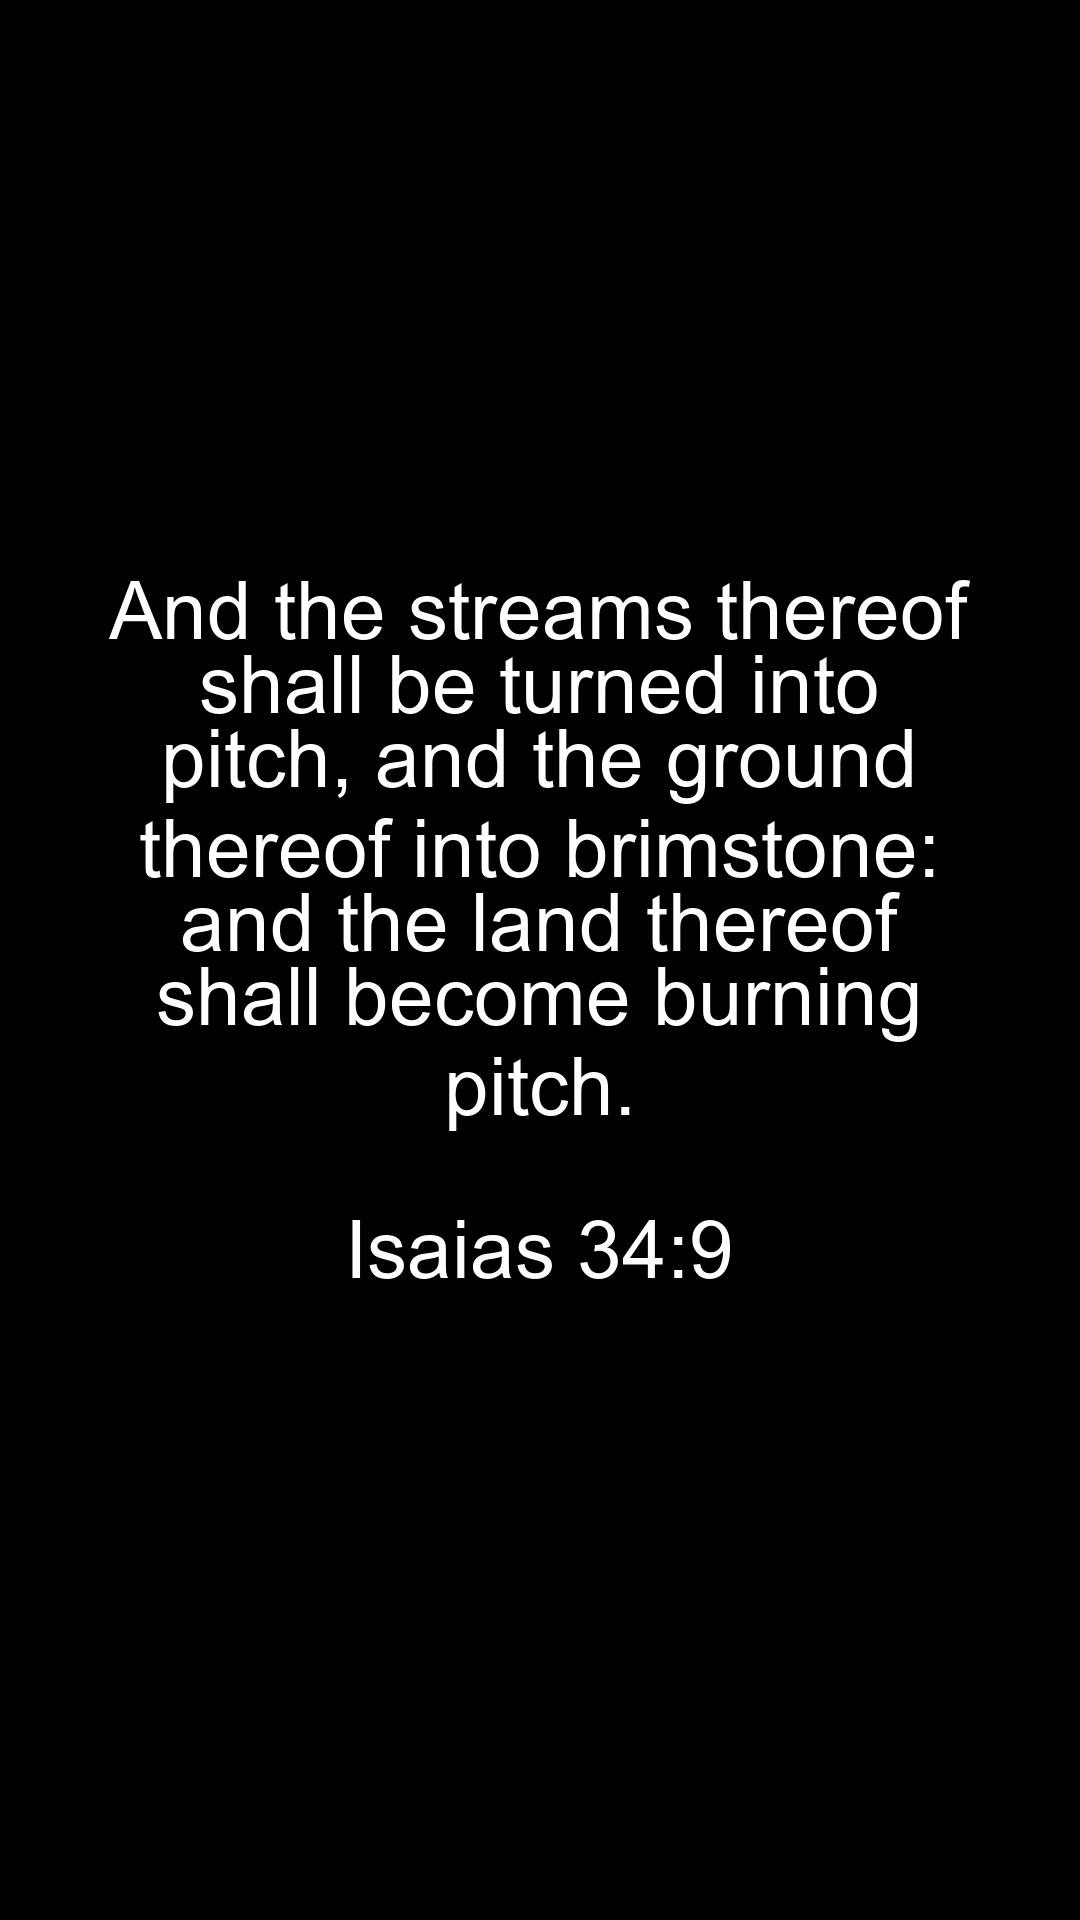 And the streams thereof
shall be turned into
pitch, and the ground
thereof into brimstone:
and the land thereof
shall become burning
pitch.
Isaias 34:9